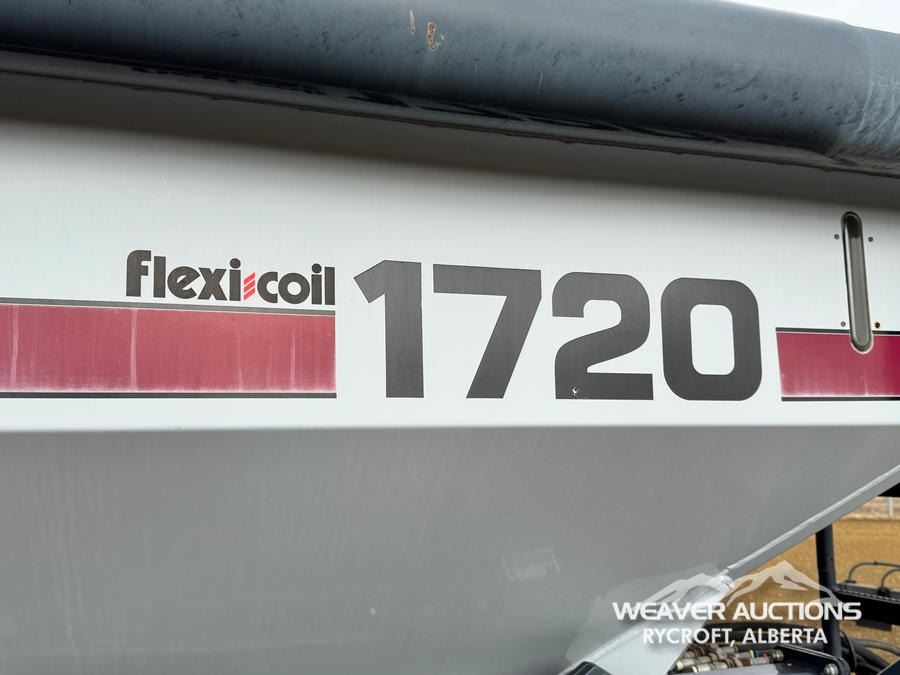 flexi-coil 1720
WEAVER AUCTIONS
RYCROFT, ALBERTA